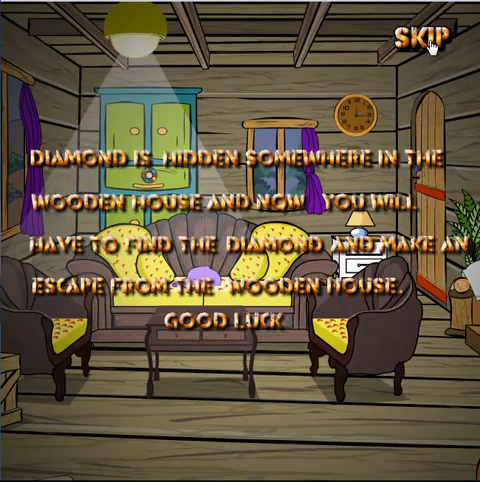 SKIP
DIAMOND IS HIDDEN SOMEWHERE IN THE
WOODEN HOUSE AND NOW YOU WILL
HAVE TO FIND THE DIAMOND AND MAKE AN
ESCAPE FROM THE WOODEN HOUSE.
GOOD LUCK